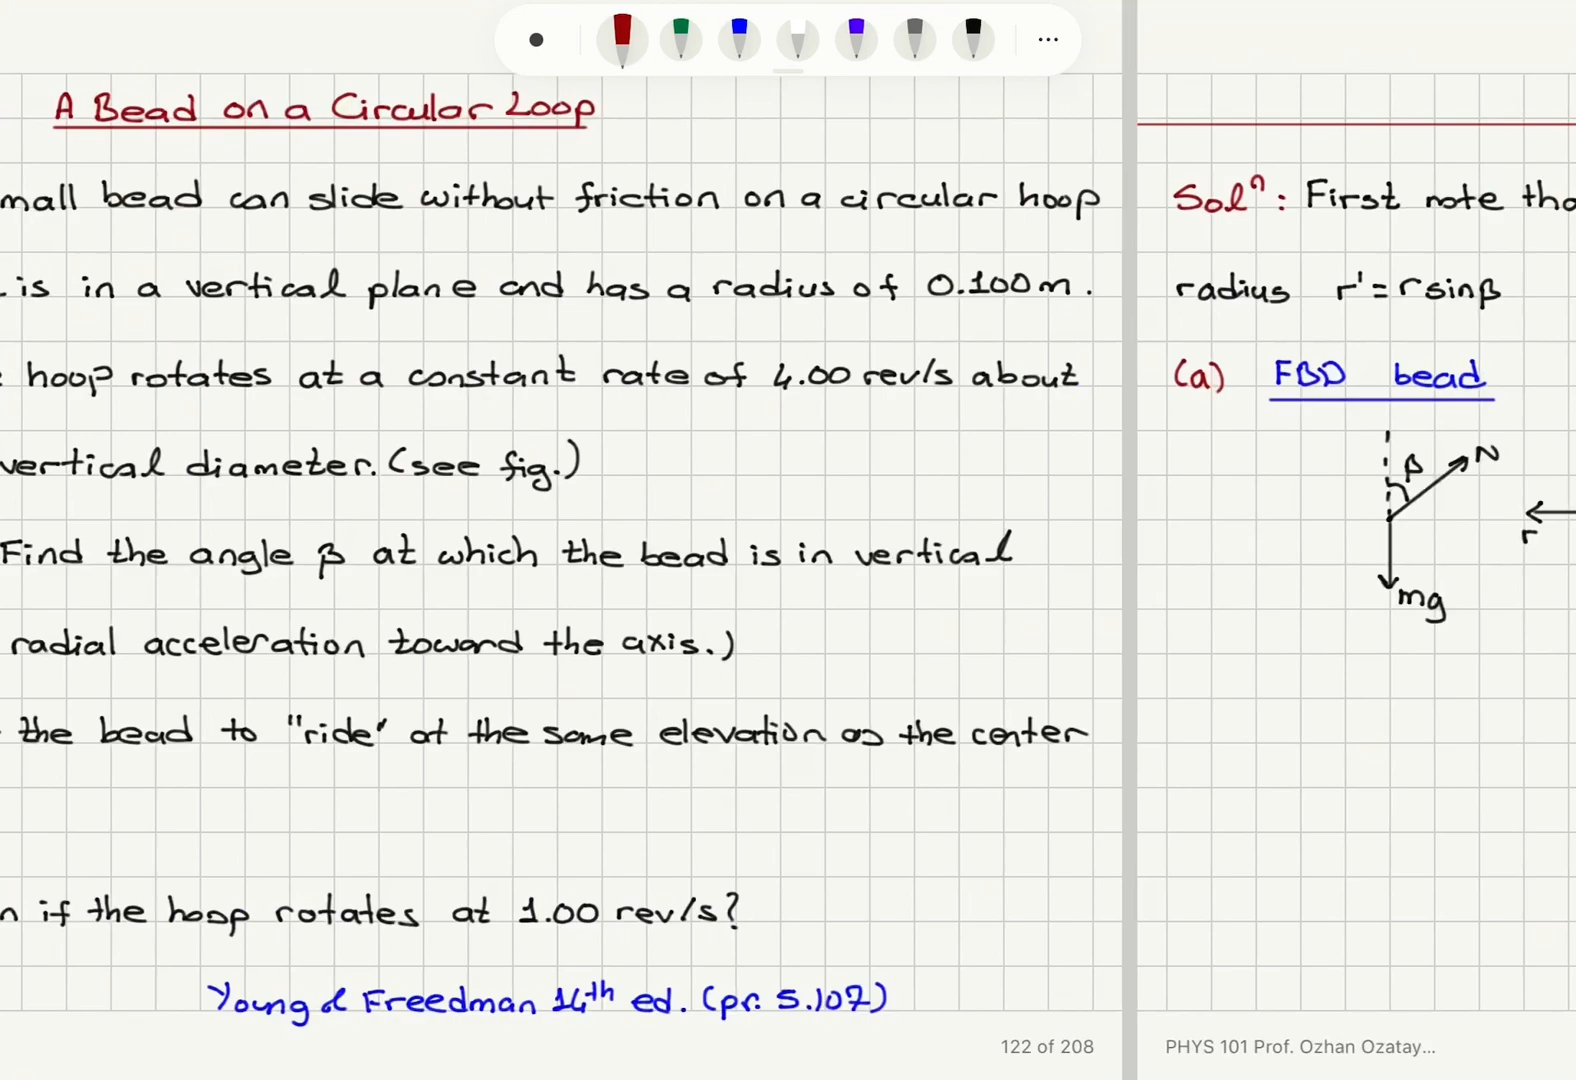 A Bead on a Circular Loop
mall bead can slide without friction on a circular hoop
is in a vertical plane and has a radius of 0.100m.
hoop rotates at a constant rate of 4.00 rev/s about
vertical diameter. (see fig.)
Find the angle β at which the bead is in vertical
radial acceleration toward the axis.)
the bead to "ride" at the same elevation as the center
n if the hoop rotates at 1.00 rev/s?
Young & Freedman 14th ed. (pr. 5.107)
122 of 208
Solⁿ: First note tha
radius r' = r sinβ
(a) FBD bead
β N
r
mg
PHYS 101 Prof. Ozhan Ozatay...